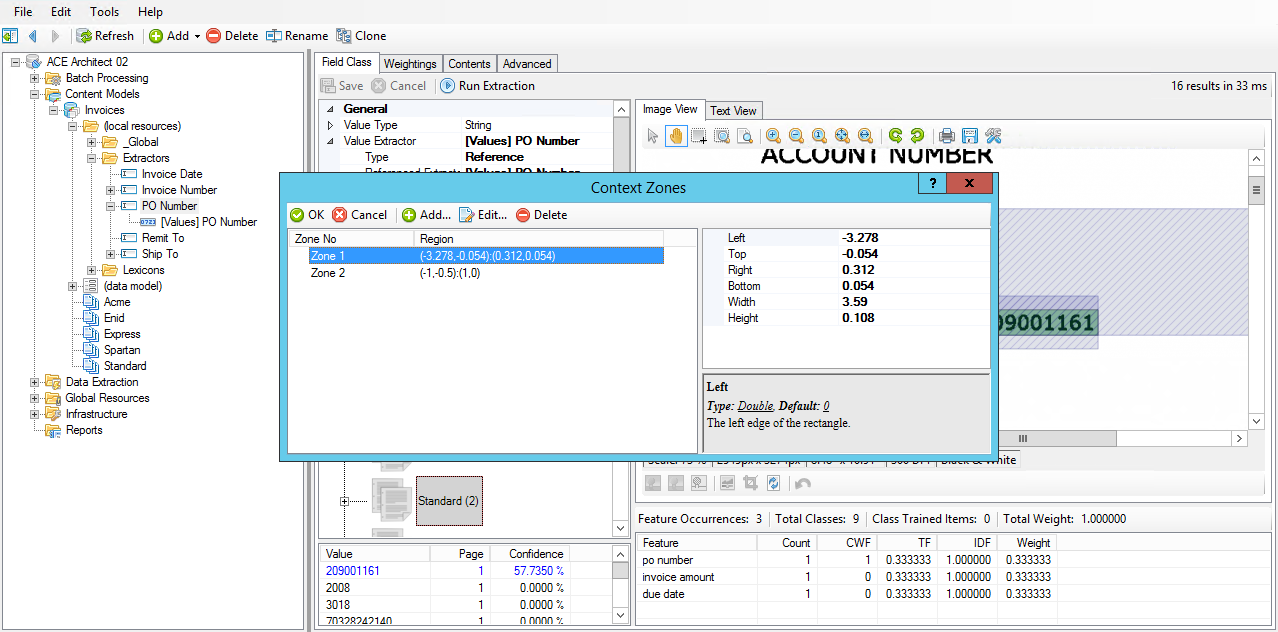 File Edit Tools Help
Refresh Add Delete Rename Clone
ACE Architect 02
Batch Processing
Content Models
Invoices
(local resources)
_Global
Extractors
Invoice Date
Invoice Number
PO Number
[Values] PO Number
Remit To
Ship To
Lexicons
(data model)
Acme
Enid
Express
Spartan
Standard
Data Extraction
Global Resources
Infrastructure
Reports
Field Class Weightings Contents Advanced
Save Cancel Run Extraction 16 results in 33 ms
General
Value Type String
Value Extractor [Values] PO Number
Type Reference
Referenced Extract [Values] PO Number
Image View Text View
ACCOUNT NUMBER
09001161
Context Zones ? x
OK Cancel Add... Edit... Delete
Zone No Region
Zone 1 (-3.278,-0.054):(0.312,0.054)
Zone 2 (-1,-0.5):(1,0)
Left -3.278
Top -0.054
Right 0.312
Bottom 0.054
Width 3.59
Height 0.108
Left
Type: Double, Default: 0
The left edge of the rectangle.
Black & White
Standard (2)
Value Page Confidence
209001161 1 57.7350 %
2008 1 0.0000 %
3018 1 0.0000 %
70328242140 1 0.0000 %
Feature Occurrences: 3 Total Classes: 9 Class Trained Items: 0 Total Weight: 1.000000
Feature Count CWF TF IDF Weight
po number 1 1 0.333333 1.000000 0.333333
invoice amount 1 0 0.333333 1.000000 0.333333
due date 1 0 0.333333 1.000000 0.333333